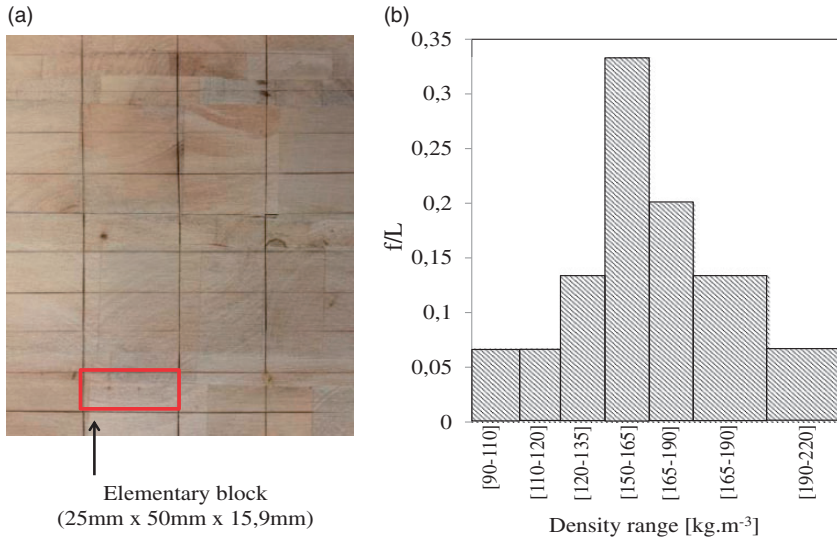 (a)
Elementary block
(25mm x 50mm x 15,9mm)
(b)
f/L
0,35
0,3
0,25
0,2
0,15
0,1
0,05
0
[90-110]
[110-120]
[120-135]
[150-165]
[165-190]
[165-190]
[190-220]
Density range [kg.m-³]